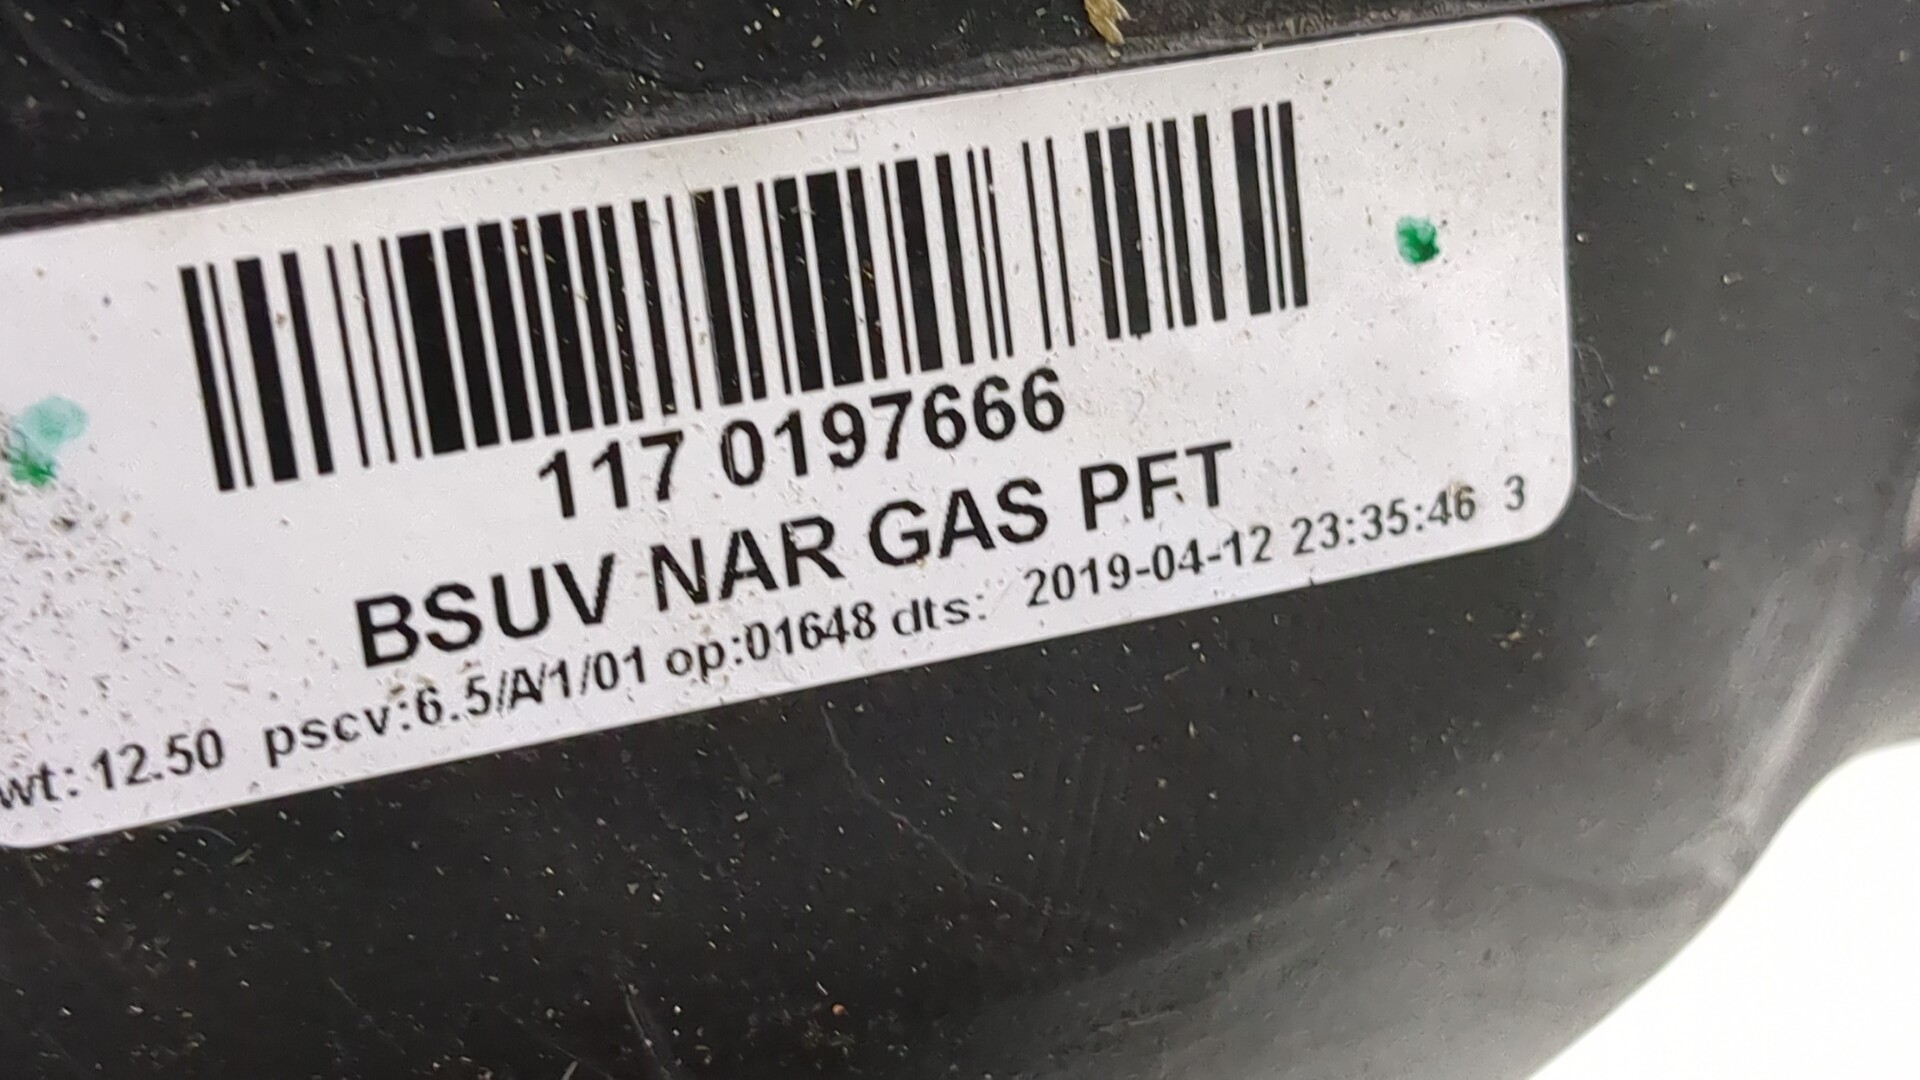 117 0197666
BSUV NAR GAS PFT
wt: 12.50 pscv:6.5/A/1/01 op:01648 dts: 2019-04-12 23:35:46 3